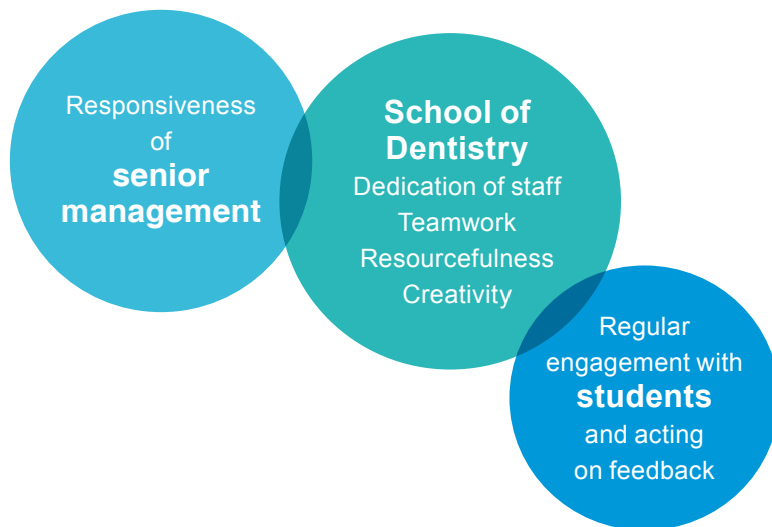 Responsiveness
of
senior
management
School of
Dentistry
Dedication of staff
Teamwork
Resourcefulness
Creativity
Regular
engagement with
students
and acting
on feedback